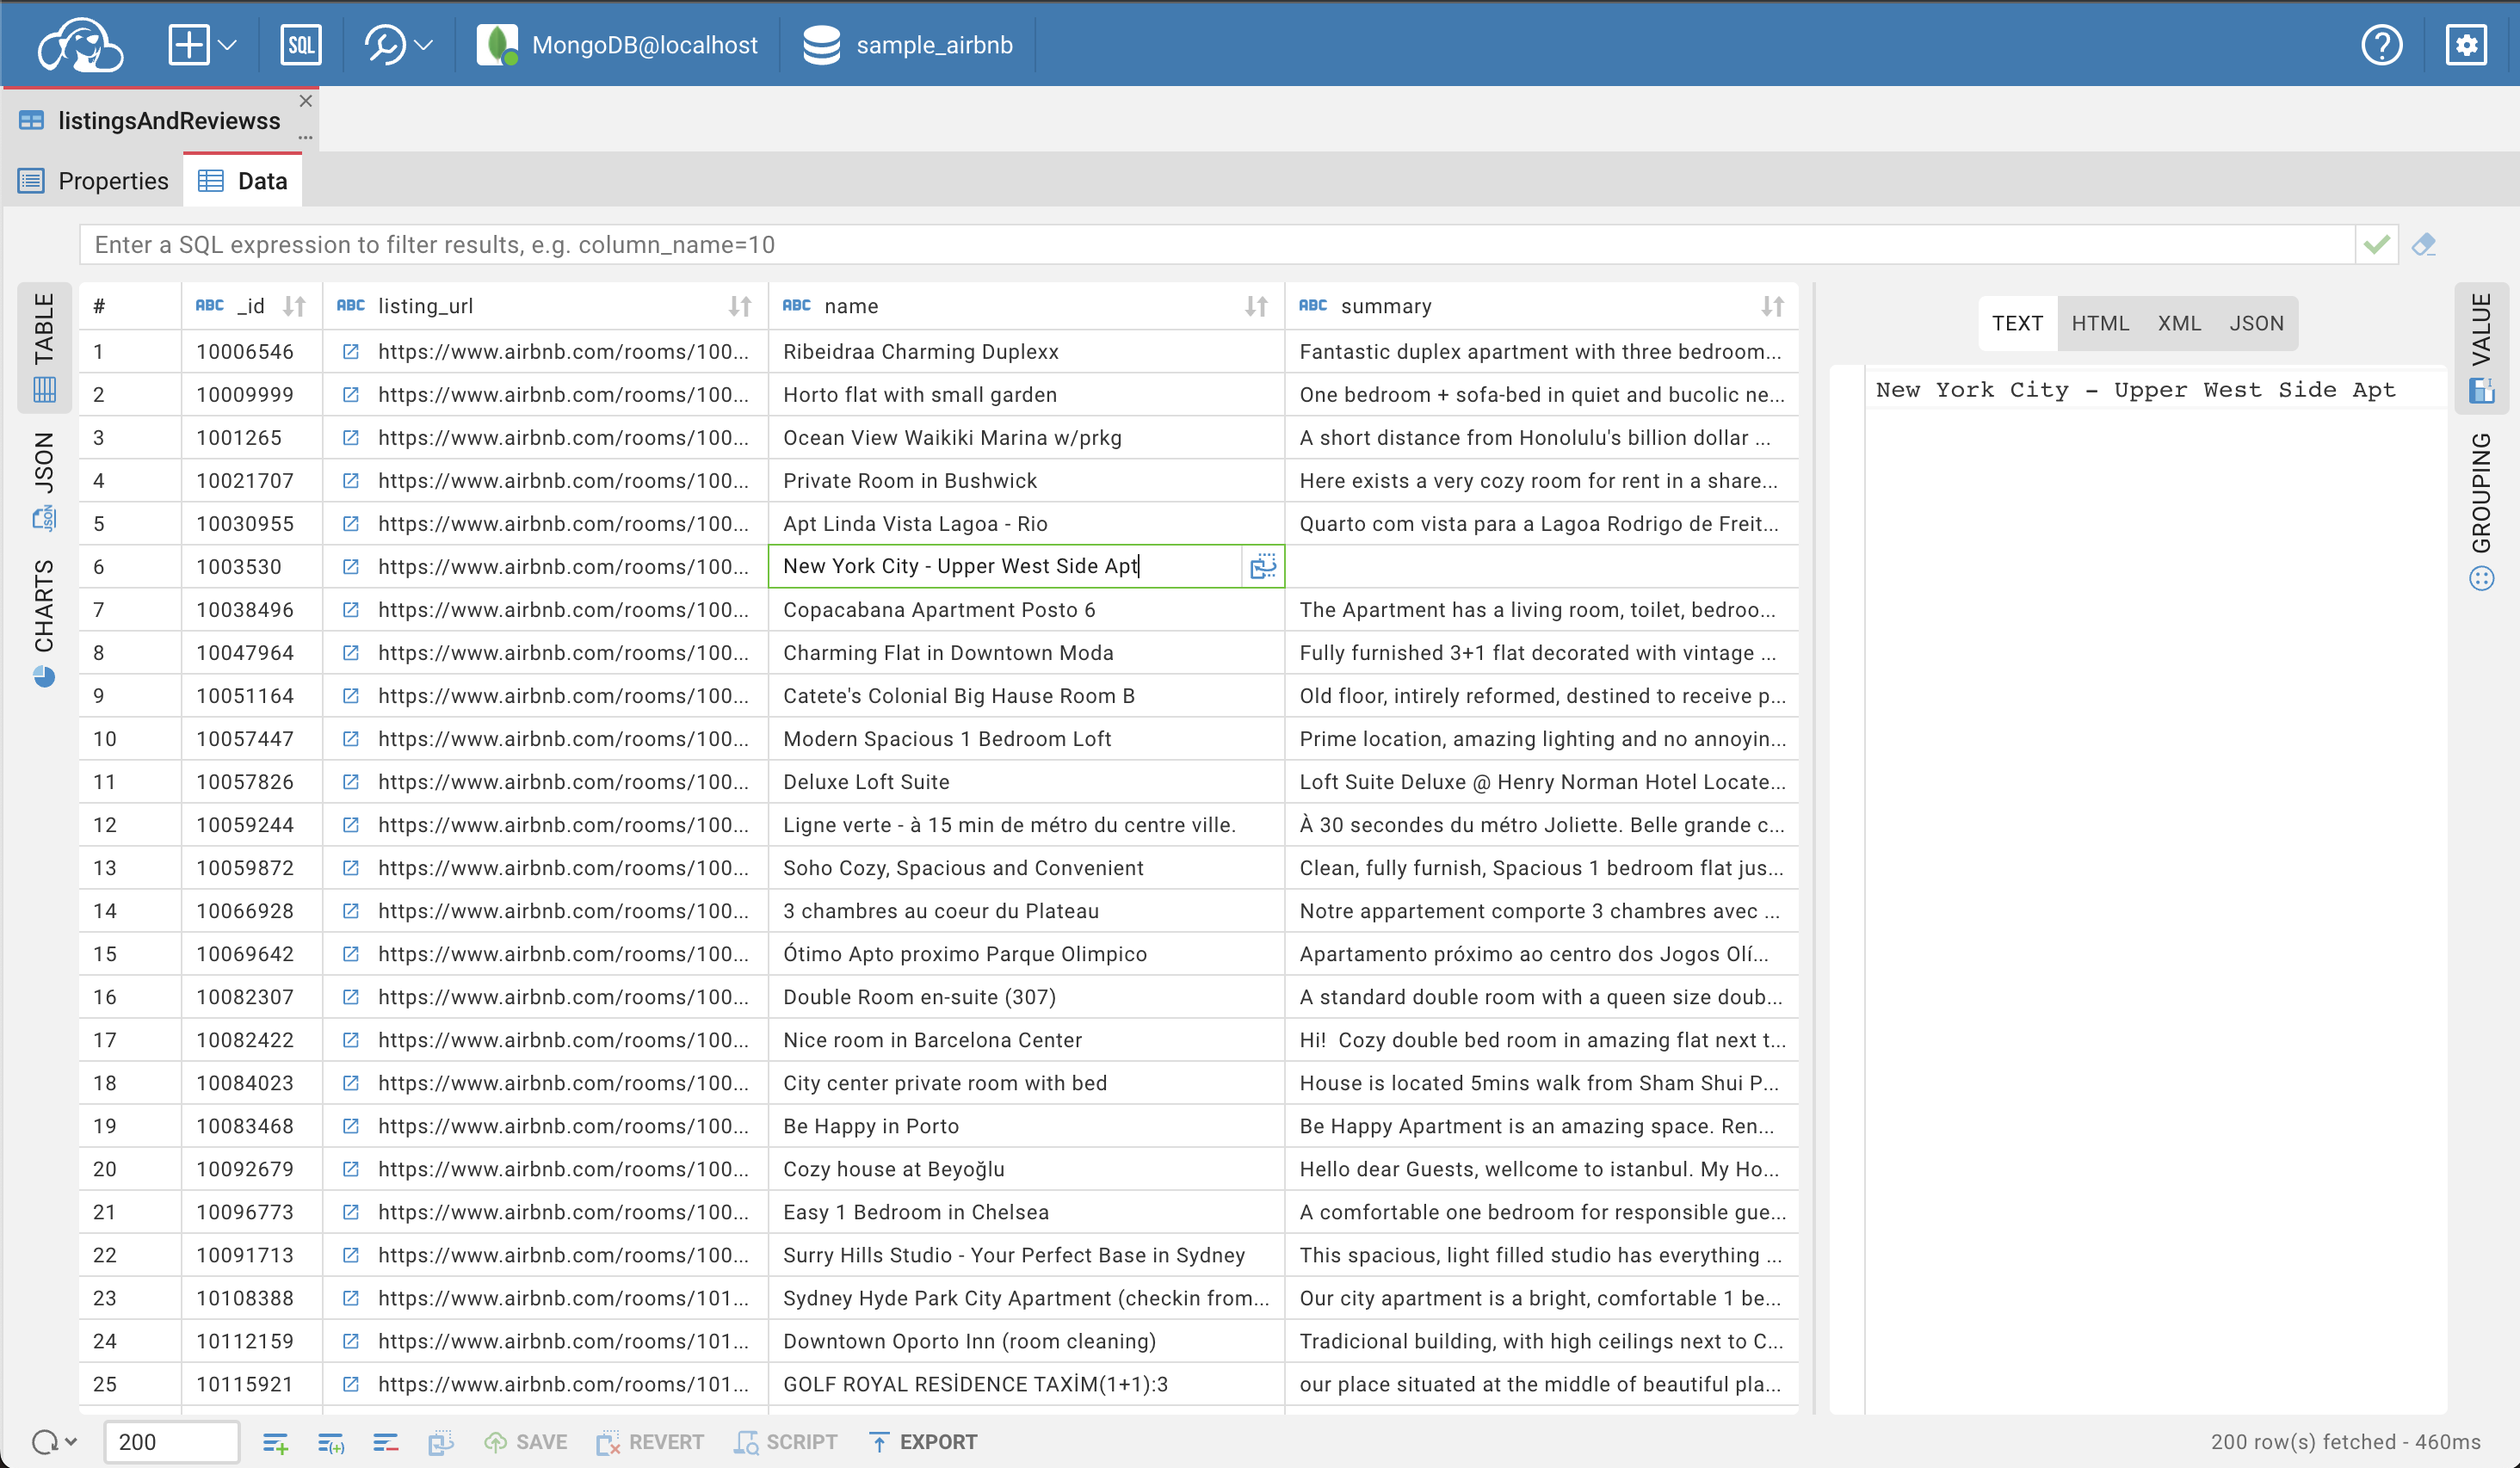 SQL MongoDB@localhost sample_airbnb
listingsAndReviewss
Properties Data
Enter a SQL expression to filter results, e.g. column_name=10
TABLE
JSON
CHARTS
# ABC _id ABC listing_url ABC name ABC summary
1 10006546 https://www.airbnb.com/rooms/100... Ribeidraa Charming Duplexx Fantastic duplex apartment with three bedroom...
2 10009999 https://www.airbnb.com/rooms/100... Horto flat with small garden One bedroom + sofa-bed in quiet and bucolic ne...
3 1001265 https://www.airbnb.com/rooms/100... Ocean View Waikiki Marina w/prkg A short distance from Honolulu's billion dollar ...
4 10021707 https://www.airbnb.com/rooms/100... Private Room in Bushwick Here exists a very cozy room for rent in a share...
5 10030955 https://www.airbnb.com/rooms/100... Apt Linda Vista Lagoa - Rio Quarto com vista para a Lagoa Rodrigo de Freit...
6 1003530 https://www.airbnb.com/rooms/100... New York City - Upper West Side Apt
7 10038496 https://www.airbnb.com/rooms/100... Copacabana Apartment Posto 6 The Apartment has a living room, toilet, bedroo...
8 10047964 https://www.airbnb.com/rooms/100... Charming Flat in Downtown Moda Fully furnished 3+1 flat decorated with vintage ...
9 10051164 https://www.airbnb.com/rooms/100... Catete's Colonial Big Hause Room B Old floor, intirely reformed, destined to receive p...
10 10057447 https://www.airbnb.com/rooms/100... Modern Spacious 1 Bedroom Loft Prime location, amazing lighting and no annoyin...
11 10057826 https://www.airbnb.com/rooms/100... Deluxe Loft Suite Loft Suite Deluxe @ Henry Norman Hotel Locate...
12 10059244 https://www.airbnb.com/rooms/100... Ligne verte - à 15 min de métro du centre ville. À 30 secondes du métro Joliette. Belle grande c...
13 10059872 https://www.airbnb.com/rooms/100... Soho Cozy, Spacious and Convenient Clean, fully furnish, Spacious 1 bedroom flat jus...
14 10066928 https://www.airbnb.com/rooms/100... 3 chambres au coeur du Plateau Notre appartement comporte 3 chambres avec ...
15 10069642 https://www.airbnb.com/rooms/100... Ótimo Apto proximo Parque Olimpico Apartamento próximo ao centro dos Jogos Olí...
16 10082307 https://www.airbnb.com/rooms/100... Double Room en-suite (307) A standard double room with a queen size doub...
17 10082422 https://www.airbnb.com/rooms/100... Nice room in Barcelona Center Hi! Cozy double bed room in amazing flat next t...
18 10084023 https://www.airbnb.com/rooms/100... City center private room with bed House is located 5mins walk from Sham Shui P...
19 10083468 https://www.airbnb.com/rooms/100... Be Happy in Porto Be Happy Apartment is an amazing space. Ren...
20 10092679 https://www.airbnb.com/rooms/100... Cozy house at Beyoğlu Hello dear Guests, wellcome to istanbul. My Ho...
21 10096773 https://www.airbnb.com/rooms/100... Easy 1 Bedroom in Chelsea A comfortable one bedroom for responsible gue...
22 10091713 https://www.airbnb.com/rooms/100... Surry Hills Studio - Your Perfect Base in Sydney This spacious, light filled studio has everything ...
23 10108388 https://www.airbnb.com/rooms/101... Sydney Hyde Park City Apartment (checkin from... Our city apartment is a bright, comfortable 1 be...
24 10112159 https://www.airbnb.com/rooms/101... Downtown Oporto Inn (room cleaning) Tradicional building, with high ceilings next to C...
25 10115921 https://www.airbnb.com/rooms/101... GOLF ROYAL RESİDENCE TAXİM(1+1):3 our place situated at the middle of beautiful pla...
TEXT HTML XML JSON
New York City - Upper West Side Apt
VALUE
GROUPING
200 SAVE REVERT SCRIPT EXPORT 200 row(s) fetched - 460ms